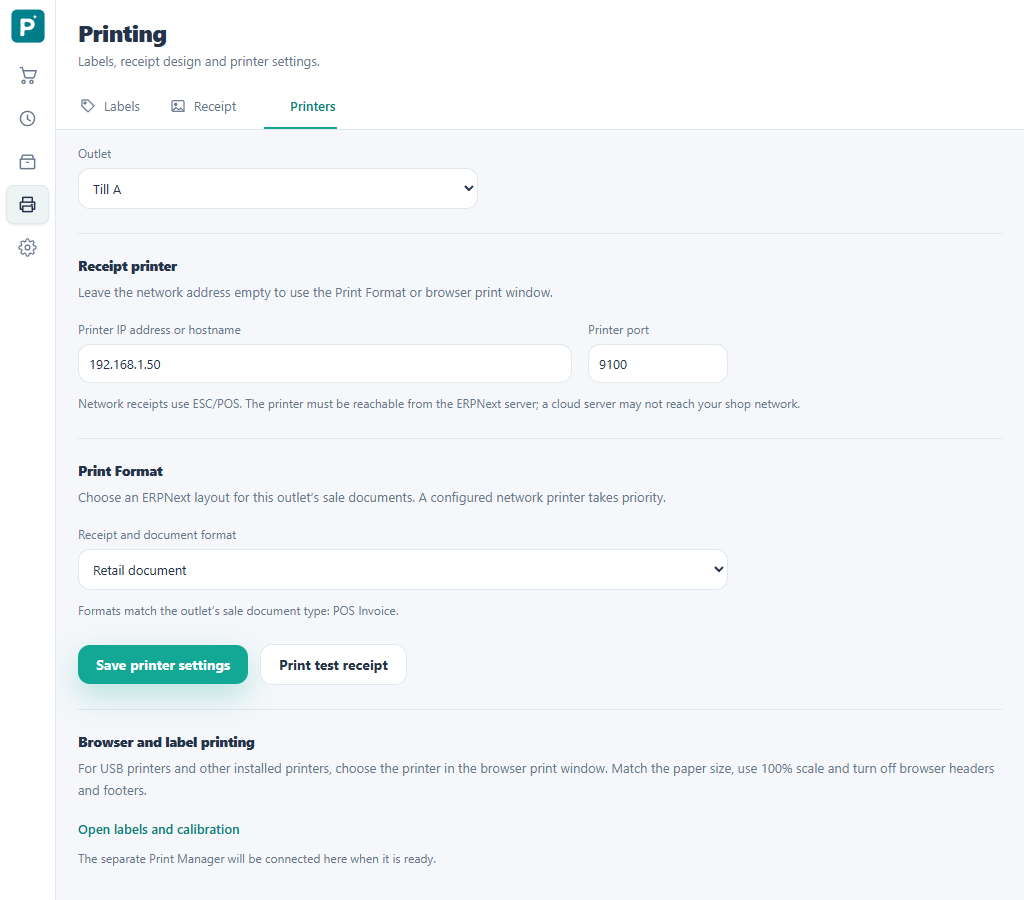 P
Printing
Labels, receipt design and printer settings.
Labels
Receipt
Printers
Outlet
Till A
Receipt printer
Leave the network address empty to use the Print Format or browser print window.
Printer IP address or hostname
Printer port
192.168.1.50
9100
Network receipts use ESC/POS. The printer must be reachable from the ERPNext server; a cloud server may not reach your shop network.
Print Format
Choose an ERPNext layout for this outlet's sale documents. A configured network printer takes priority.
Receipt and document format
Retail document
Formats match the outlet's sale document type: POS Invoice.
Save printer settings
Print test receipt
Browser and label printing
For USB printers and other installed printers, choose the printer in the browser print window. Match the paper size, use 100% scale and turn off browser headers
and footers.
Open labels and calibration
The separate Print Manager will be connected here when it is ready.